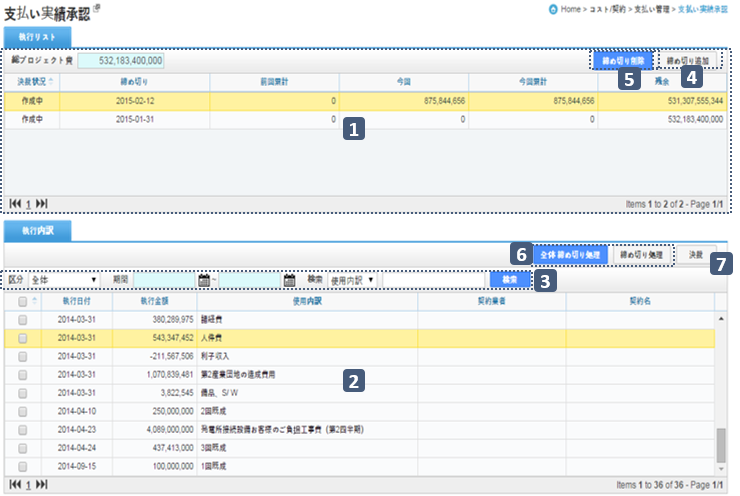 支払い実績承認
Home > コスト/契約 > 支払い管理 > 支払い実績承認
執行リスト
総プロジェクト費 532,183,400,000 締め切り削除 締め切り追加
5 4
決裁状況 締め切り 前回累計 今回 今回累計 残余
作成中 2015-02-12 0 875,844,656 875,844,656 531,307,555,344
作成中 2015-01-31 0 0 0 532,183,400,000
1
1 Items 1 to 2 of 2 - Page 1/1
執行内訳
6 全体 締め切り処理 締め切り処理 決裁 7
区分 全体 期間 ~ 検索 使用内訳 検索 3
執行日付 執行金額 使用内訳 契約業者 契約名
2014-03-31 380,289,975 諸経費
2014-03-31 543,347,452 人件費
2014-03-31 -211,567,506 利子収入
2014-03-31 1,070,839,481 第2産業団地の造成費用
2
2014-03-31 3,822,545 備品、S/W
2014-04-10 250,000,000 2回既成
2014-04-23 4,089,000,000 発電所接続設備お客様のご負担工事費（第2四半期）
2014-04-24 437,413,000 3回既成
2014-09-15 100,000,000 1回既成
1 Items 1 to 36 of 36 - Page 1/1